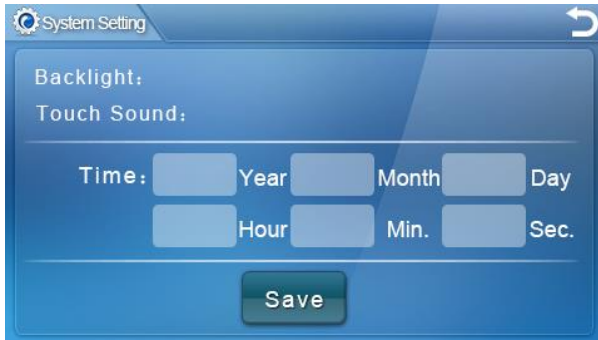 System Setting
Backlight：
Touch Sound：
Time： Year Month Day
Hour Min. Sec.
Save